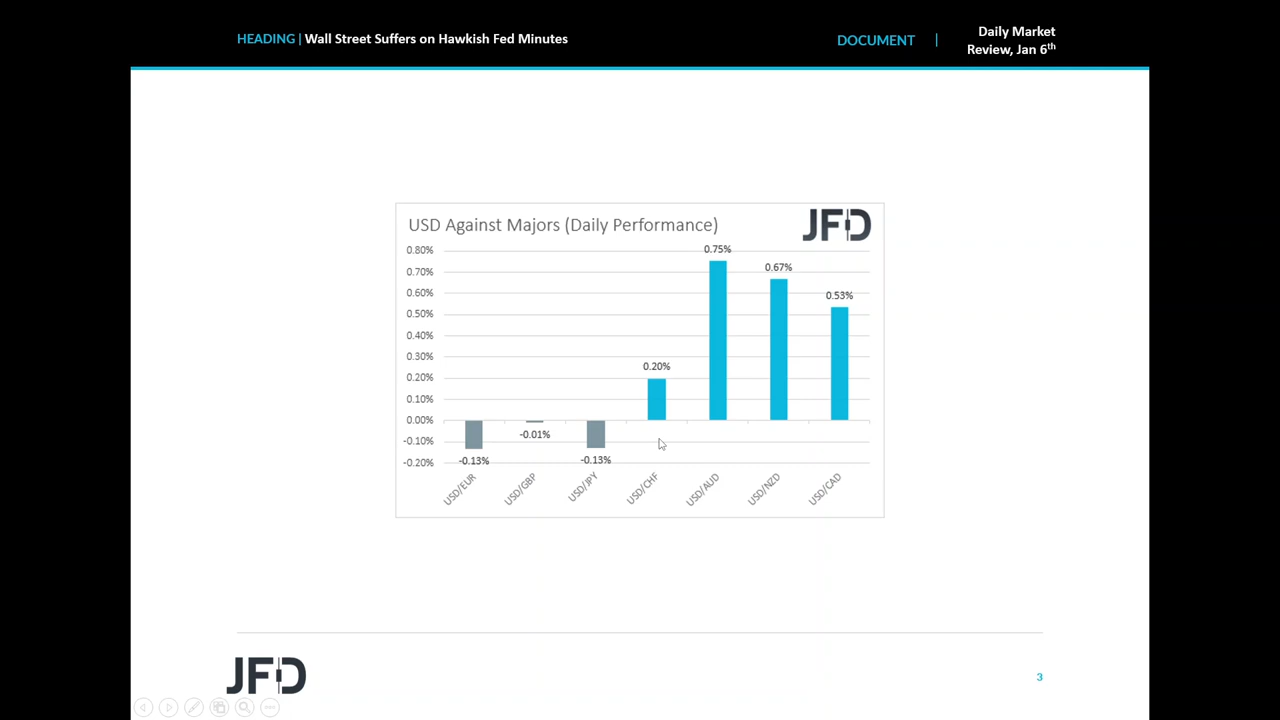 HEADING | Wall Street Suffers on Hawkish Fed Minutes
DOCUMENT |
Daily Market
Review, Jan 6th
USD Against Majors (Daily Performance)
JFD
0.80%
0.70%
0.60%
0.50%
0.40%
0.30%
0.20%
0.10%
0.00%
-0.10%
-0.20%
-0.13%
-0.01%
-0.13%
0.20%
0.75%
0.67%
0.53%
USD/EUR
USD/GBP
USD/JPY
USD/CHF
USD/AUD
USD/NZD
USD/CAD
JFD
3